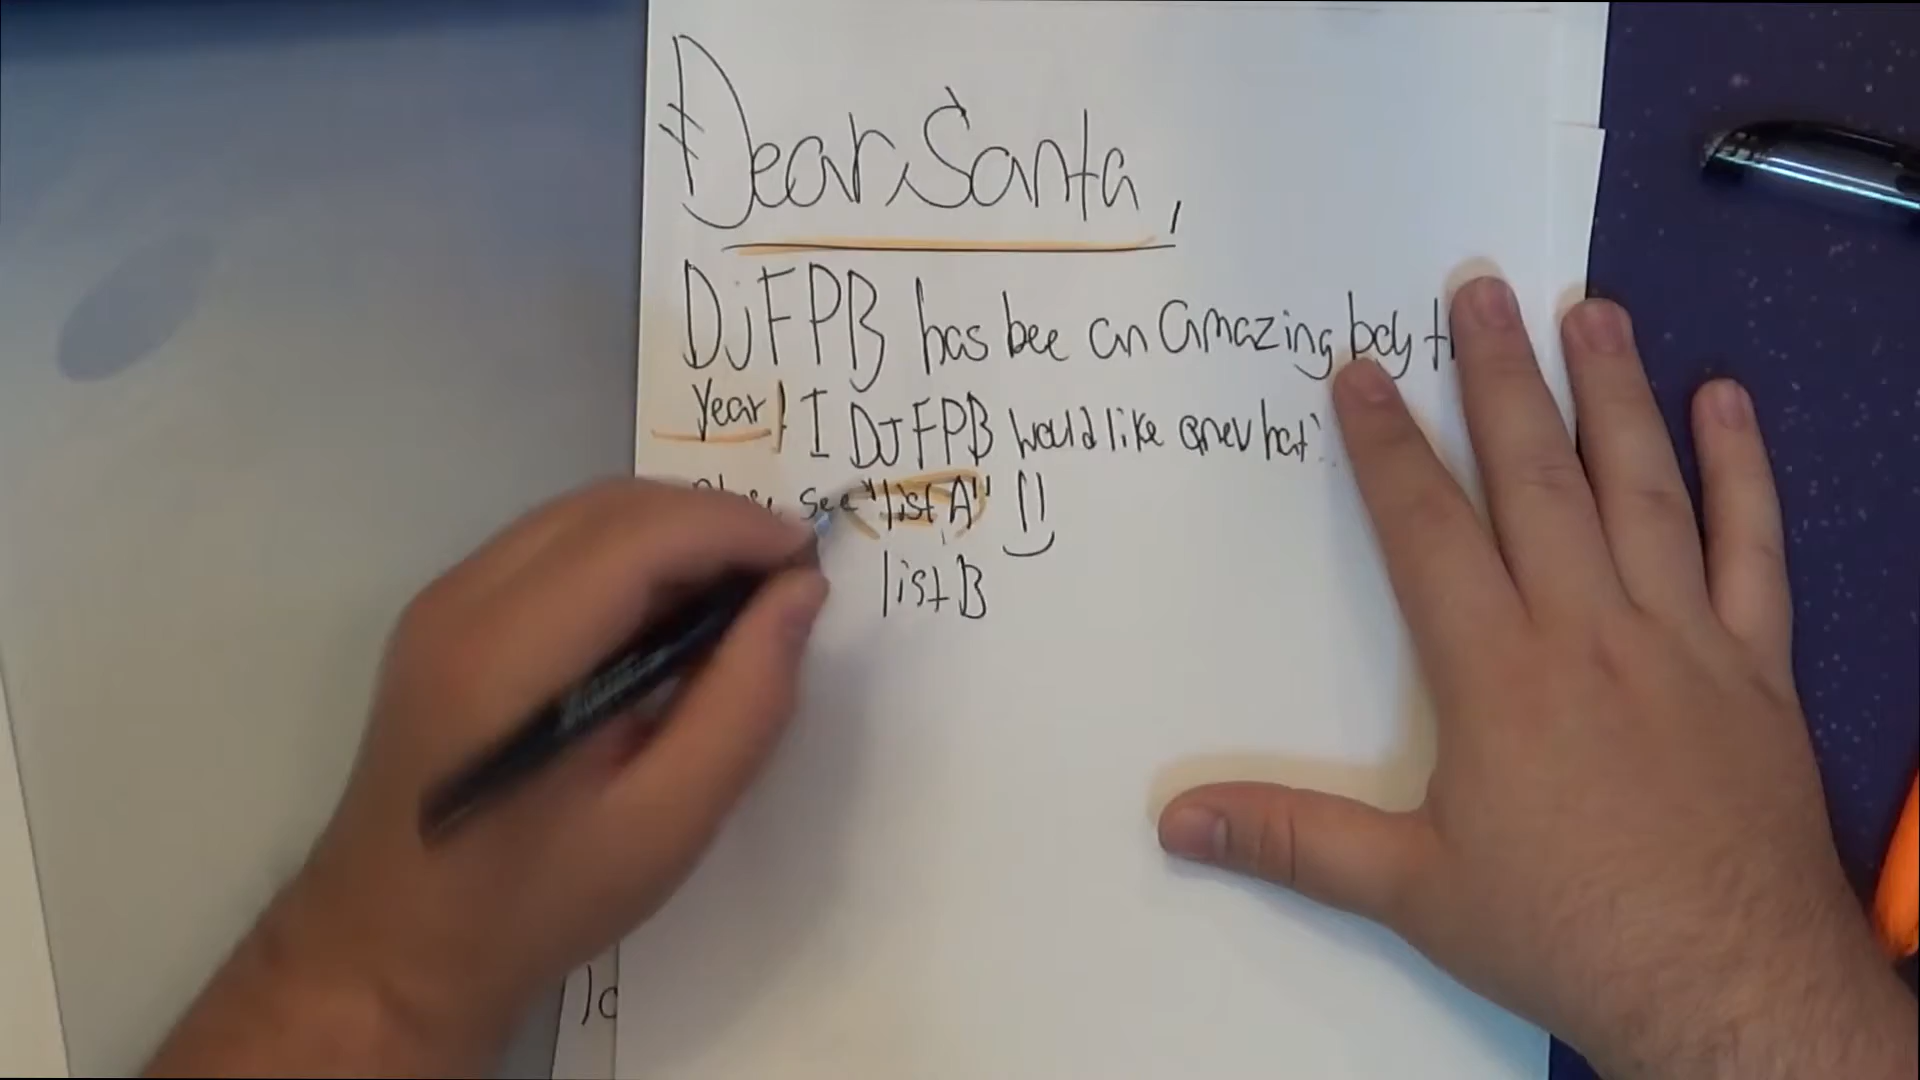 Dear Santa,
DJFPB has bee an amazing boy
year! I DJFPB would like a new hat
see "list A"
list B